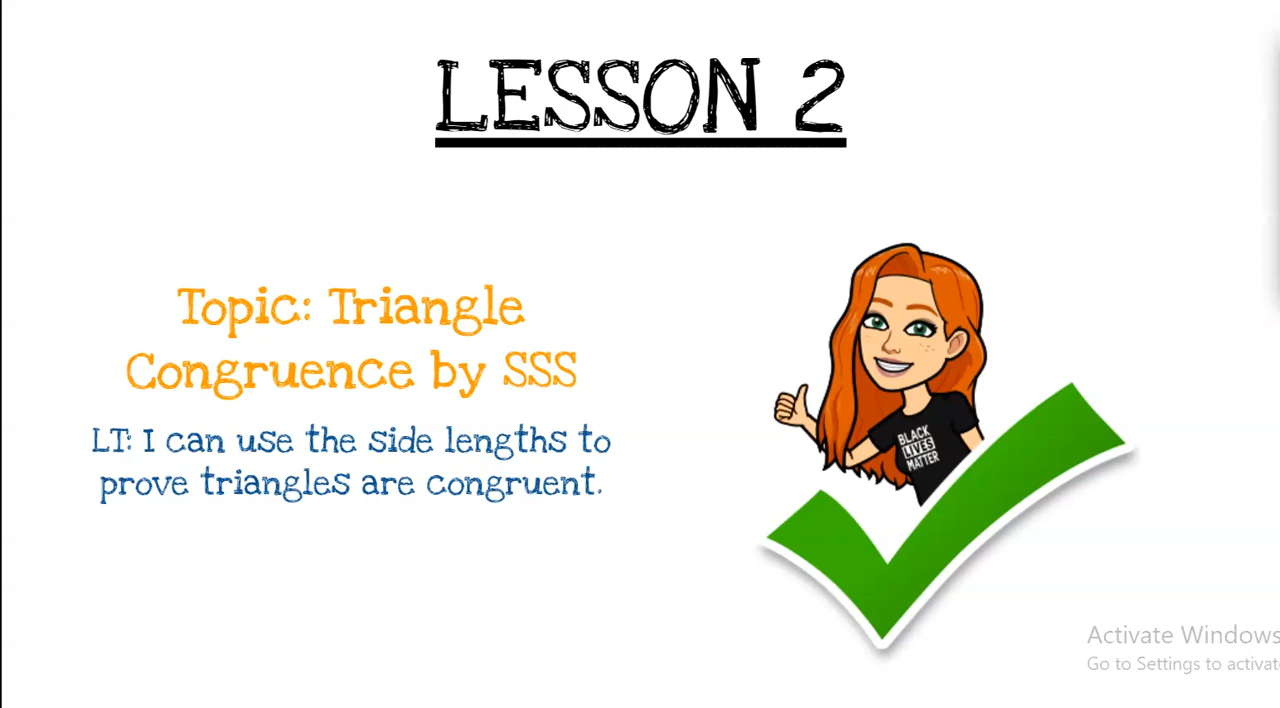 LESSON 2
Topic: Triangle
Congruence by SSS
LT: I can use the side lengths to
prove triangles are congruent.
BLACK
LIVES
MATTER
Activate Windows
Go to Settings to activat